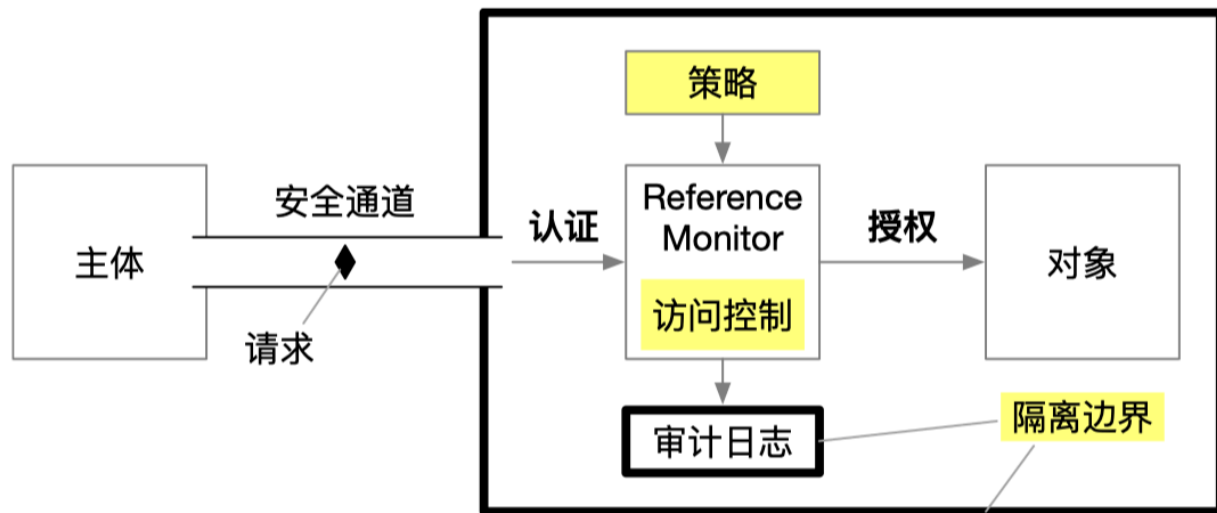 策略
主体
安全通道
请求
认证
Reference
Monitor
访问控制
授权
对象
审计日志
隔离边界